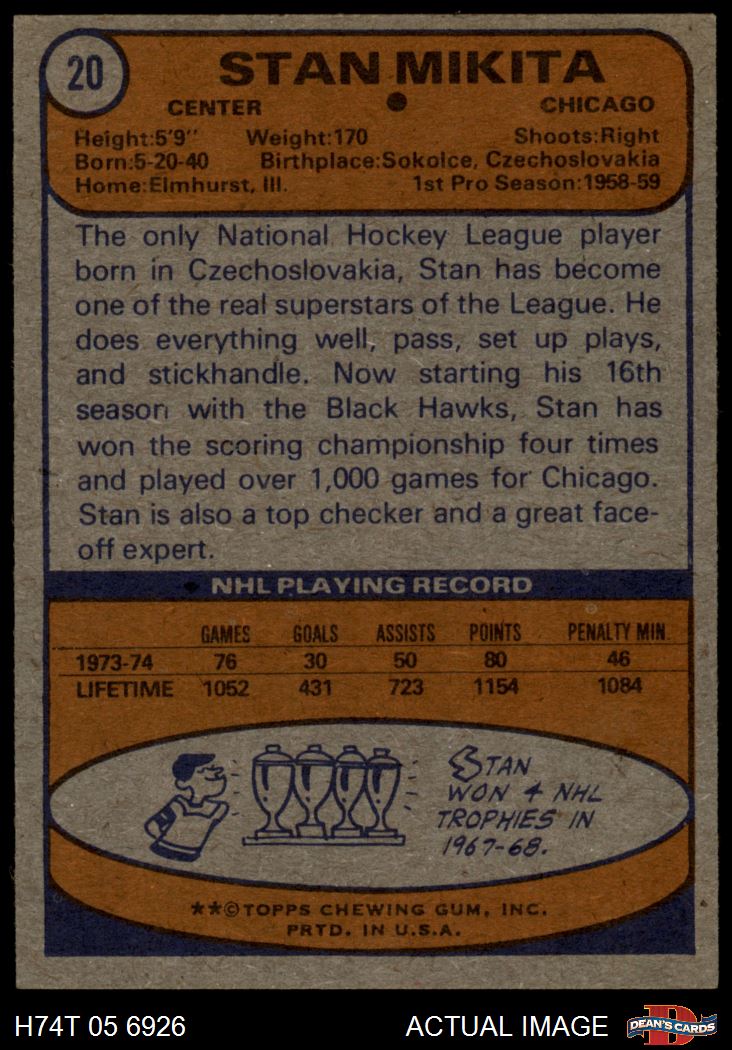 20
STAN MIKITA
CENTER
CHICAGO
Height:5'9" Weight:170 Shoots:Right
Born:5-20-40 Birthplace:Sokolce, Czechoslovakia
Home:Elmhurst, Ill. 1st Pro Season:1958-59
The only National Hockey League player
born in Czechoslovakia, Stan has become
one of the real superstars of the League. He
does everything well, pass, set up plays,
and stickhandle. Now starting his 16th
season with the Black Hawks, Stan has
won the scoring championship four times
and played over 1,000 games for Chicago.
Stan is also a top checker and a great face-
off expert.
NHL PLAYING RECORD
GAMES GOALS ASSISTS POINTS PENALTY MIN.
1973-74 76 30 50 80 46
LIFETIME 1052 431 723 1154 1084
STAN
WON 4 NHL
TROPHIES IN
1967-68.
**©TOPPS CHEWING GUM, INC.
PRTD. IN U.S.A.
H74T 05 6926 ACTUAL IMAGE
DEAN'S CARDS